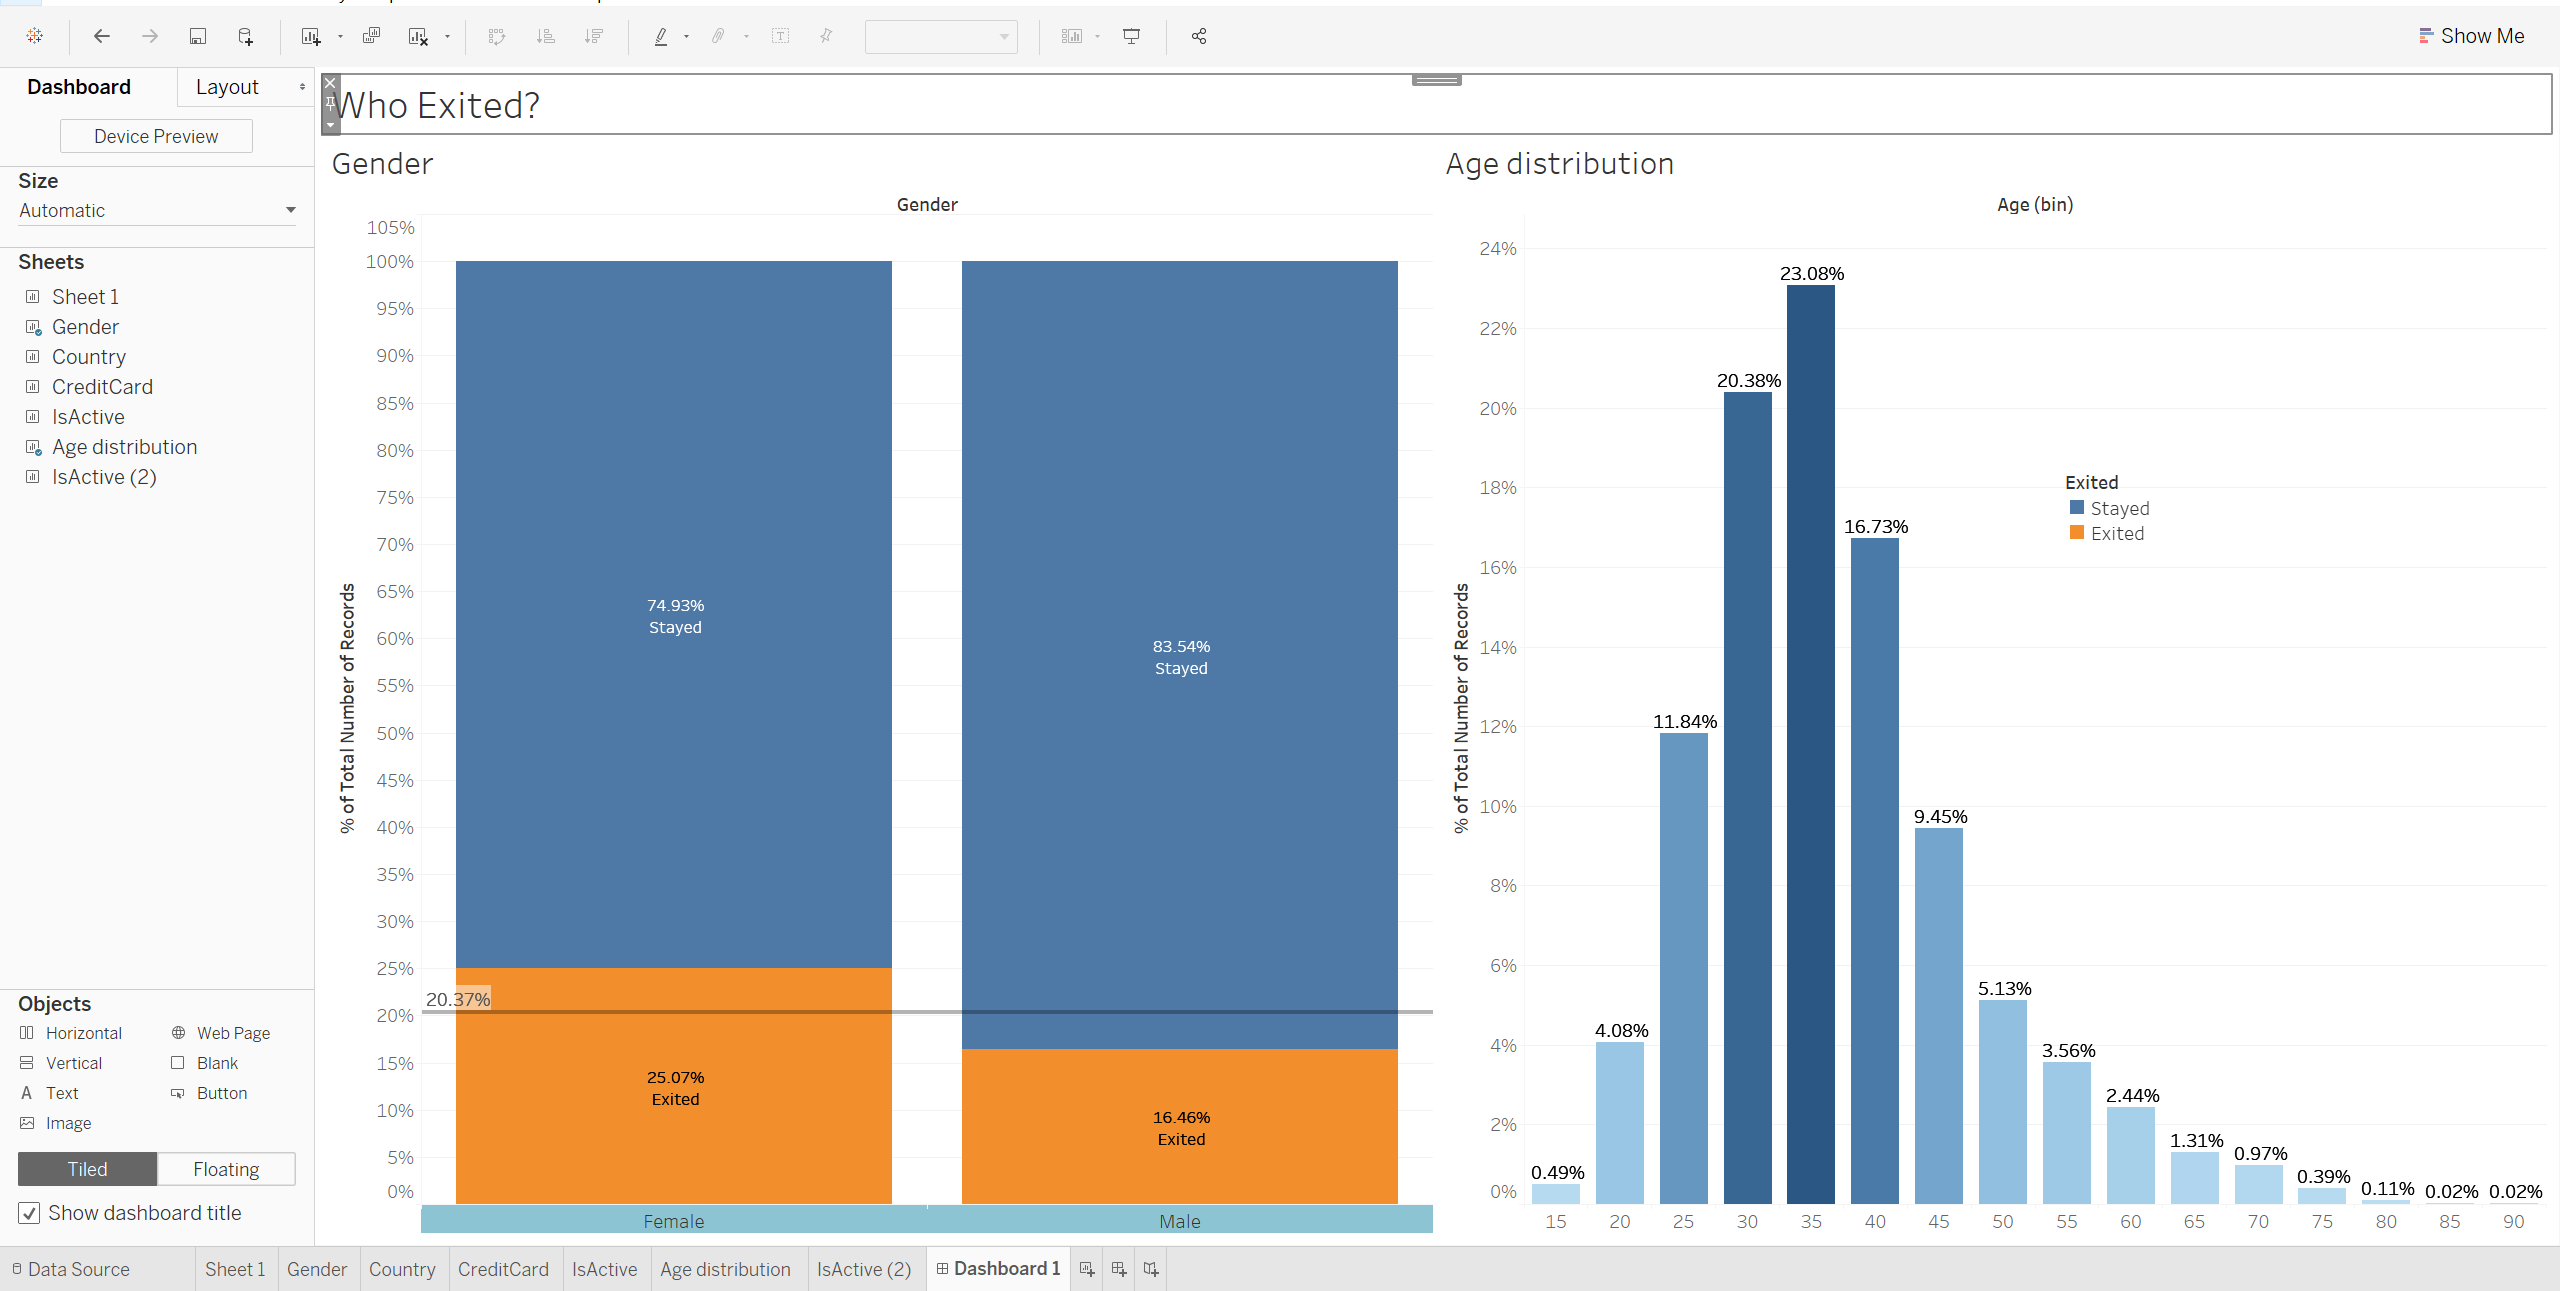 Show Me
Dashboard
Layout
Device Preview
Size
Automatic
Sheets
Sheet 1
Gender
Country
CreditCard
IsActive
Age distribution
IsActive (2)
Objects
Horizontal
Web Page
Vertical
Blank
A Text
Button
Image
Tiled
Floating
Show dashboard title
Who Exited?
Gender
Gender
% of Total Number of Records
105%
100%
95%
90%
85%
80%
75%
70%
65%
60%
55%
50%
45%
40%
35%
30%
25%
20%
15%
10%
5%
0%
74.93%
Stayed
83.54%
Stayed
20.37%
25.07%
Exited
16.46%
Exited
Female
Male
Age distribution
Age (bin)
% of Total Number of Records
24%
22%
20%
18%
16%
14%
12%
10%
8%
6%
4%
2%
0%
0.49%
4.08%
11.84%
20.38%
23.08%
16.73%
9.45%
5.13%
3.56%
2.44%
1.31%
0.97%
0.39%
0.11%
0.02%
0.02%
15 20 25 30 35 40 45 50 55 60 65 70 75 80 85 90
Exited
Stayed
Exited
Data Source
Sheet 1
Gender
Country
CreditCard
IsActive
Age distribution
IsActive (2)
Dashboard 1